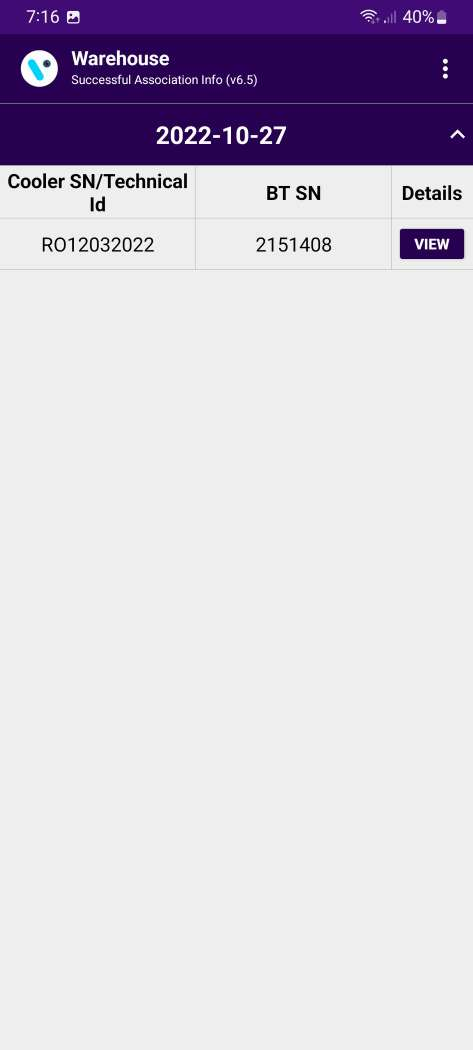 7:16 40%
Warehouse
Successful Association Info (v6.5)
2022-10-27
Cooler SN/Technical
Id BT SN Details
RO12032022 2151408 VIEW